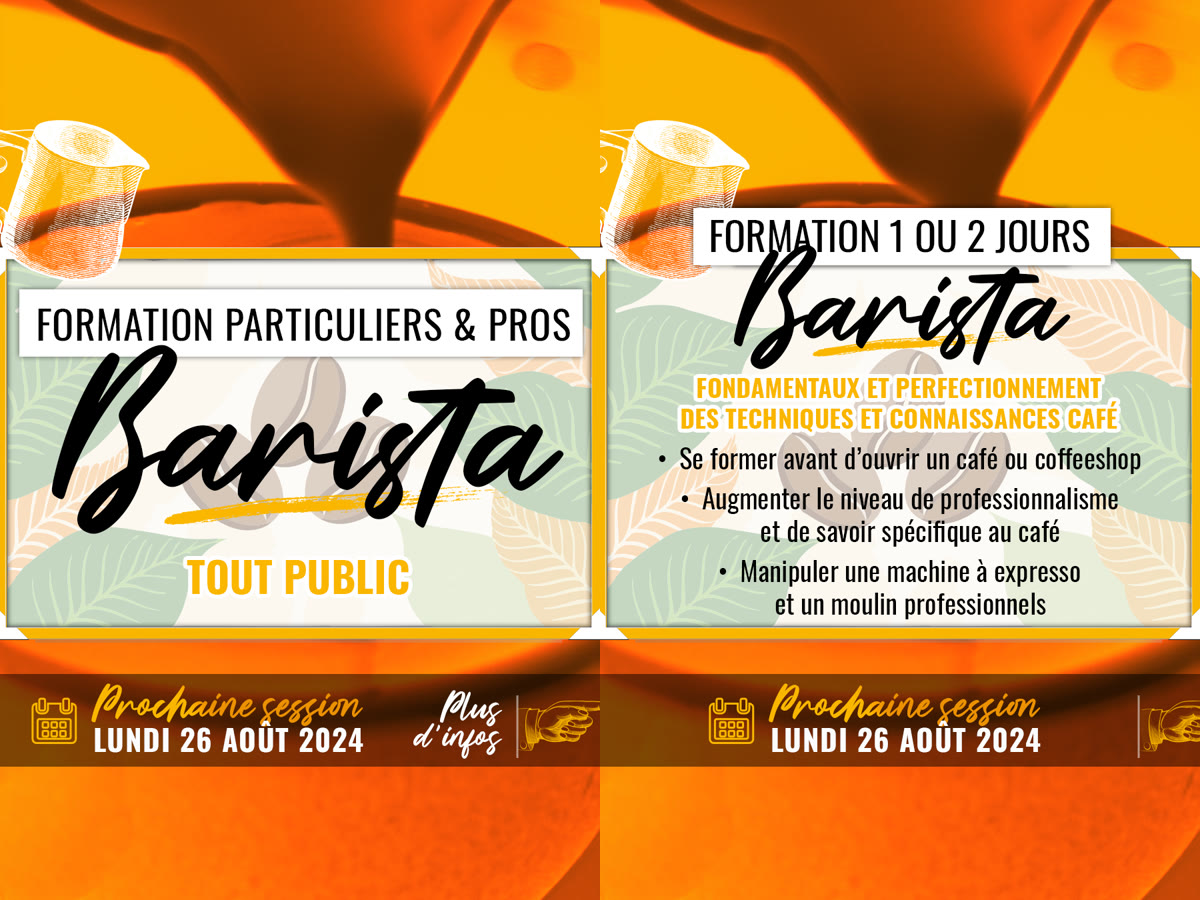 FORMATION PARTICULIERS & PROS
Barista
TOUT PUBLIC
Prochaine session
LUNDI 26 AOÛT 2024
Plus
d'infos
FORMATION 1 OU 2 JOURS
Barista
FONDAMENTAUX ET PERFECTIONNEMENT
DES TECHNIQUES ET CONNAISSANCES CAFÉ
• Se former avant d'ouvrir un café ou coffeeshop
• Augmenter le niveau de professionnalisme
et de savoir spécifique au café
• Manipuler une machine à expresso
et un moulin professionnels
Prochaine session
LUNDI 26 AOÛT 2024